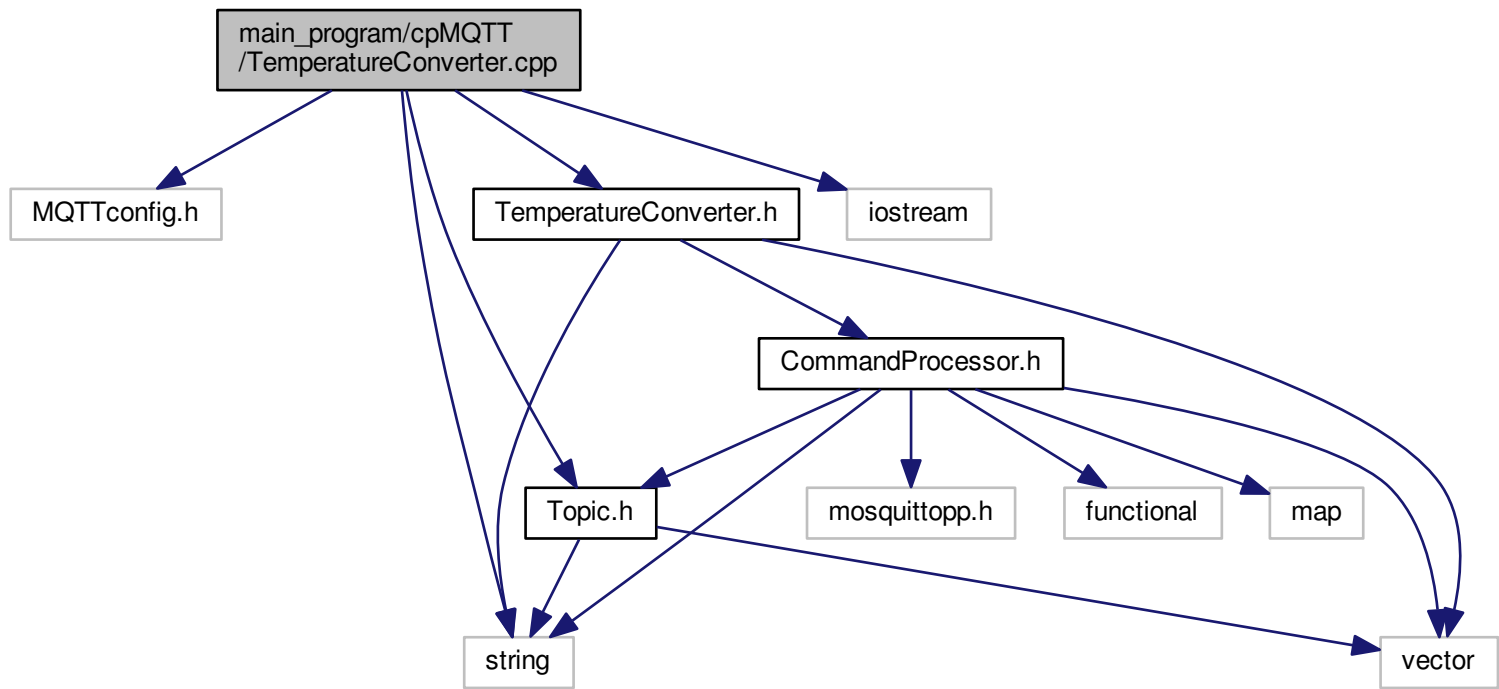 main_program/cpMQTT
/TemperatureConverter.cpp
MQTTconfig.h
TemperatureConverter.h
iostream
CommandProcessor.h
Topic.h
mosquittopp.h
functional
map
string
vector